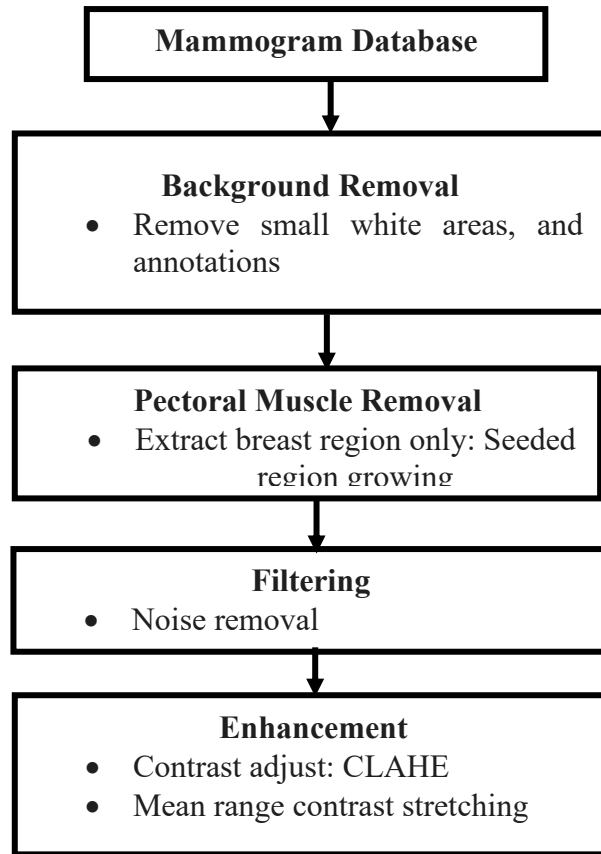 Mammogram Database
Background Removal
• Remove small white areas, and
annotations
Pectoral Muscle Removal
• Extract breast region only: Seeded
region growing
Filtering
• Noise removal
Enhancement
• Contrast adjust: CLAHE
• Mean range contrast stretching